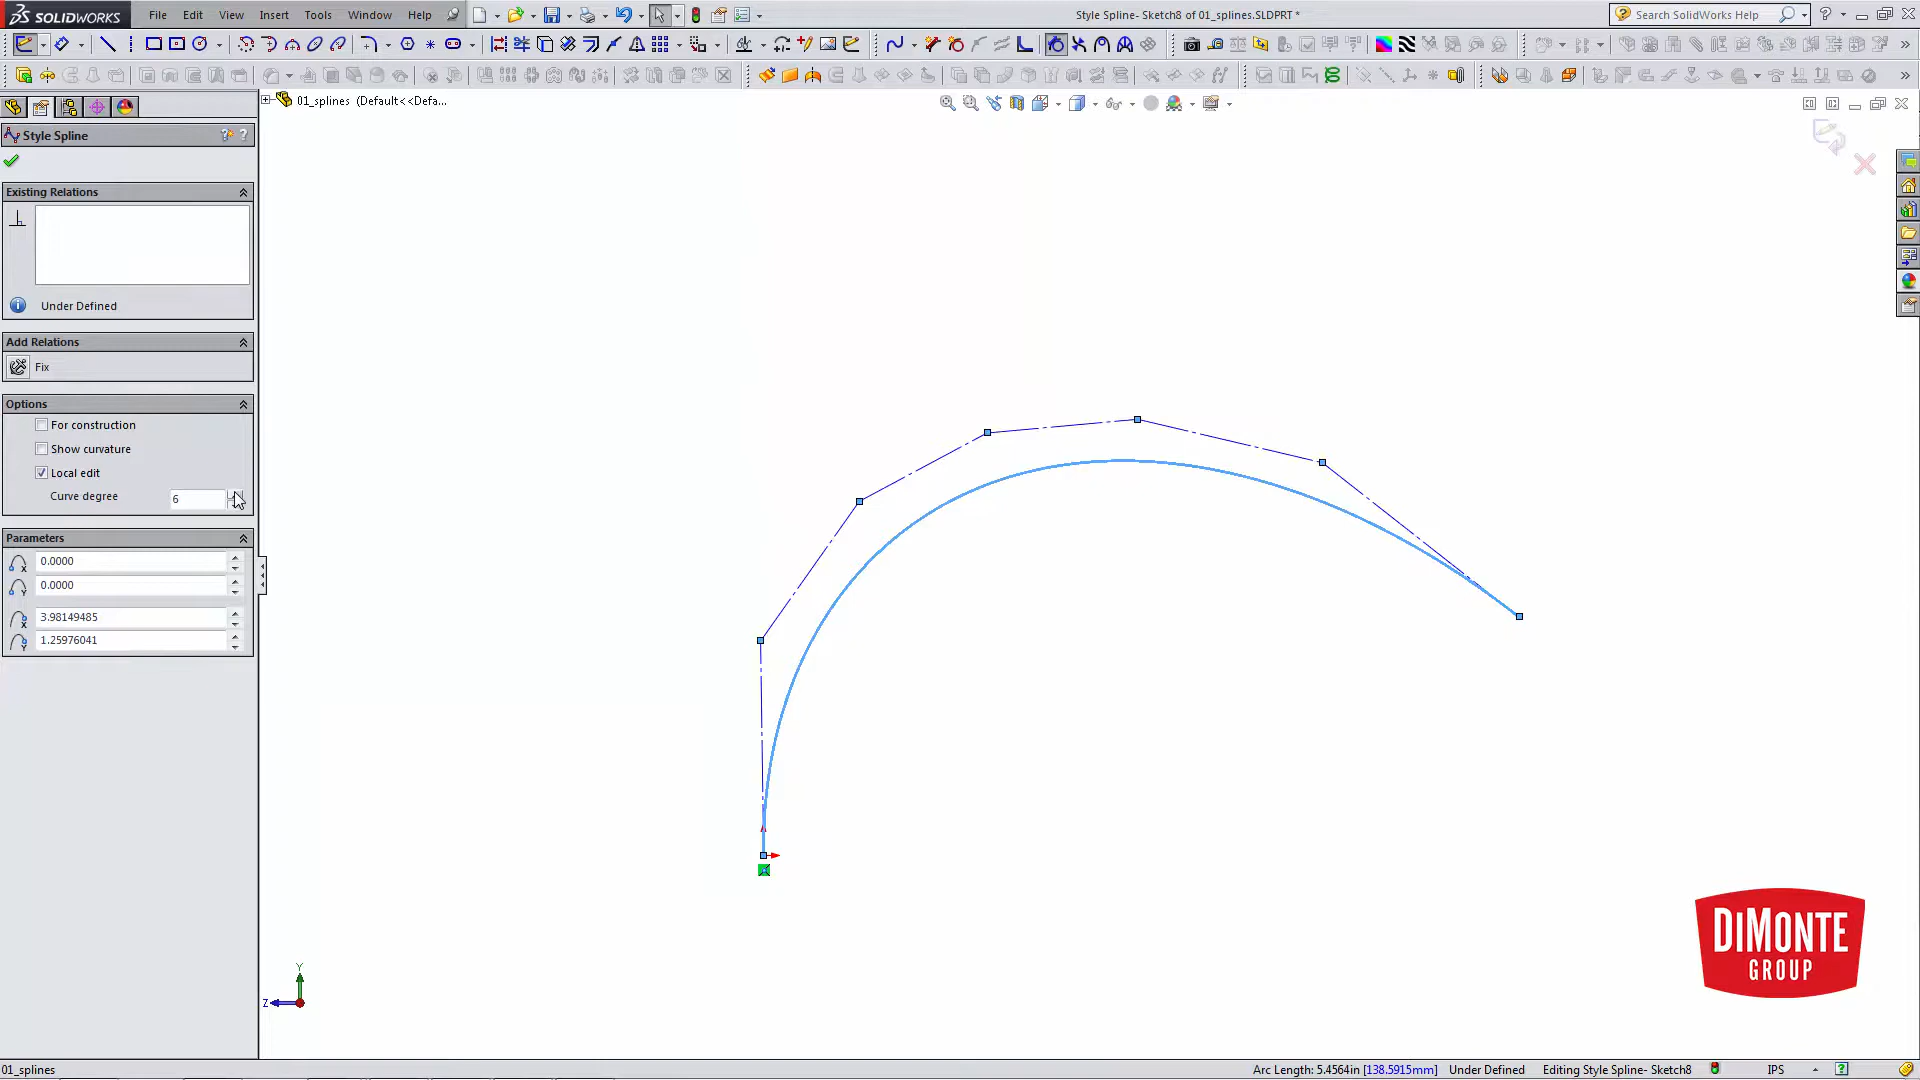 SOLIDWORKS File Edit View Insert Tools Window Help Style Spline- Sketch8 of 01_splines.SLDPRT * Search SolidWorks Help
01_splines (Default<<Defa...
Style Spline
Existing Relations
Under Defined
Add Relations
Fix
Options
For construction
Show curvature
Local edit
Curve degree 6
Parameters
0.0000
0.0000
3.98149485
1.25976041
Y
Z
DIMONTE
GROUP
01_splines Arc Length: 5.4564in [138.5915mm] Under Defined Editing Style Spline- Sketch8 IPS